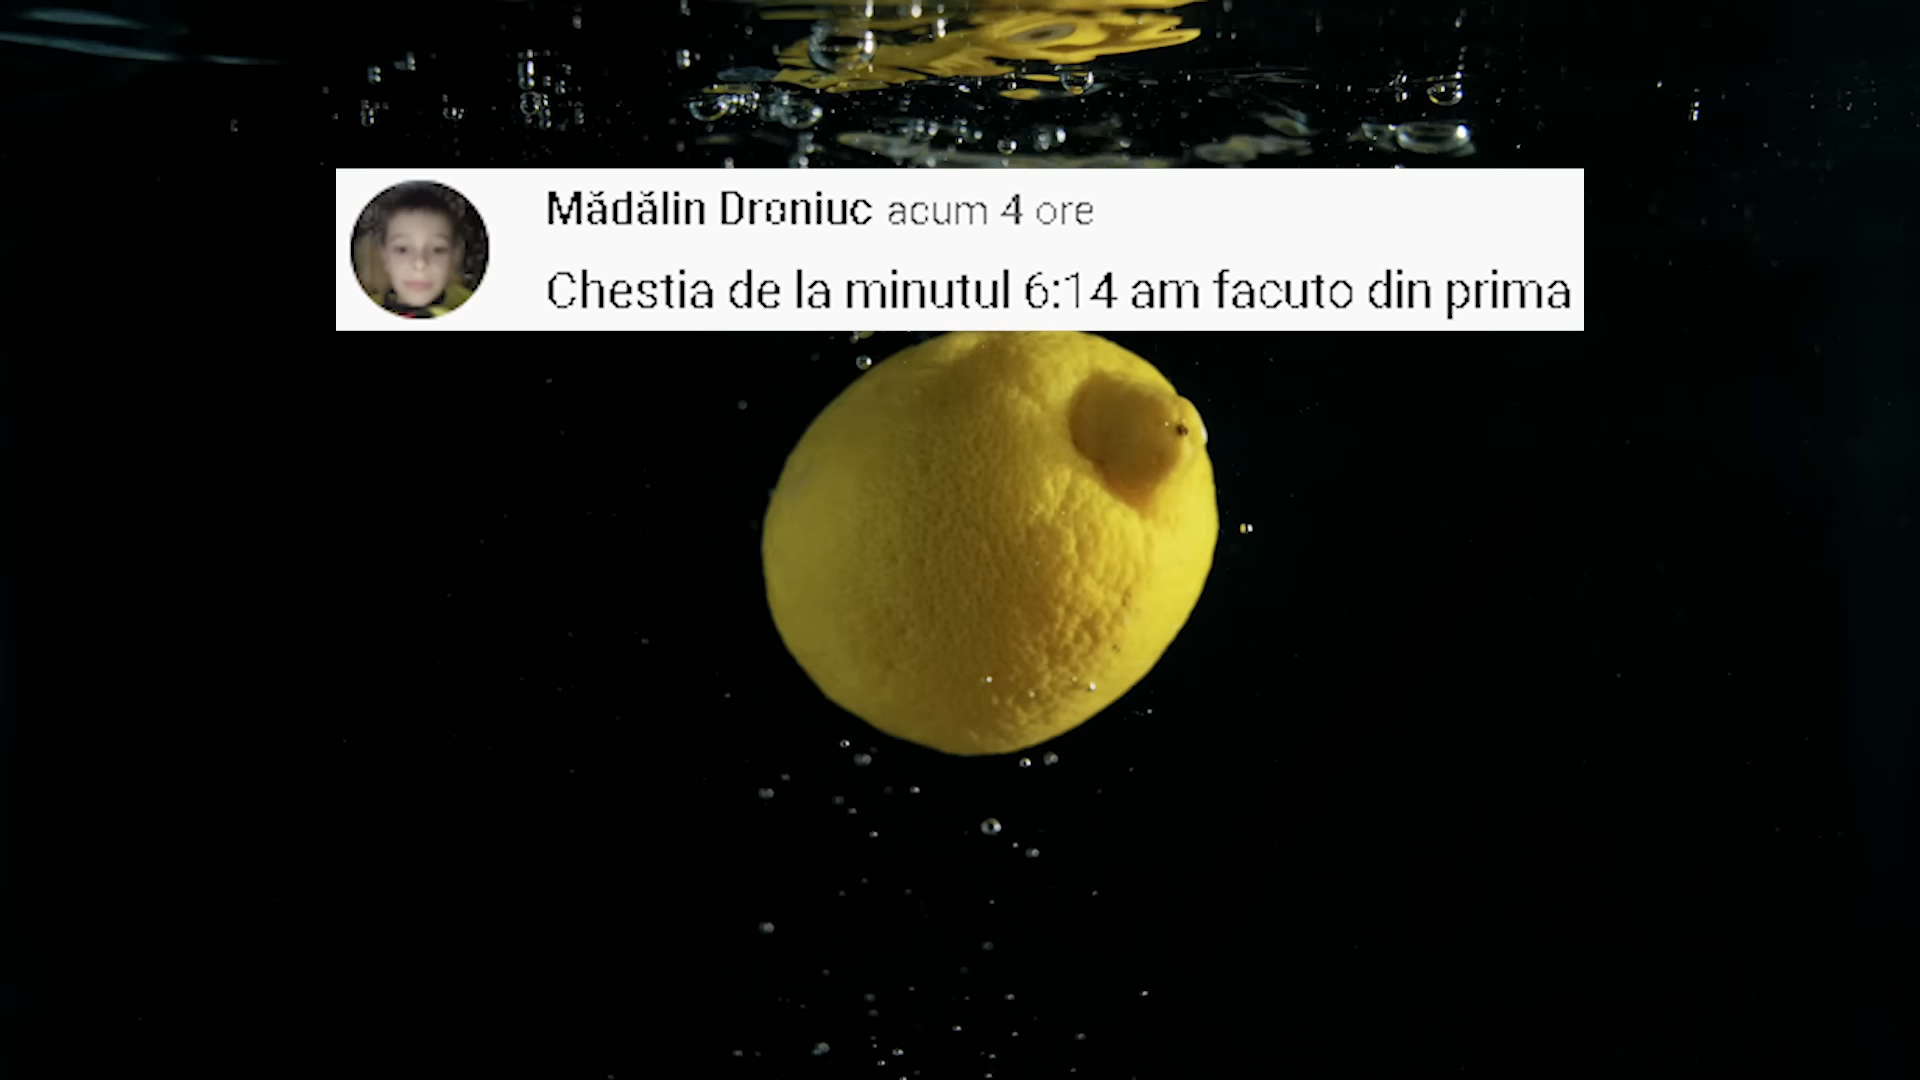 Mădălin Droniuc acum 4 ore
Chestia de la minutul 6:14 am facuto din prima